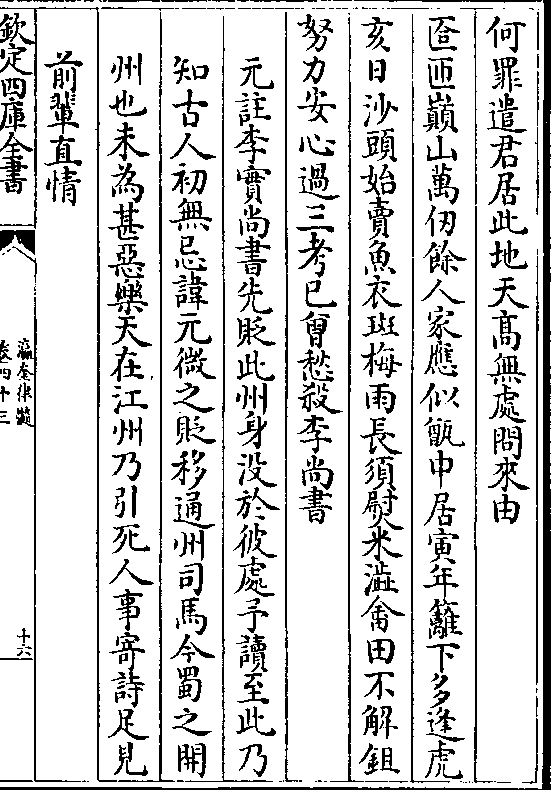 何罪遣君居此地天髙無處問來由
匼匝巔山萬仞餘人家應似甑中居寅年籬下多逢虎
亥日沙頭始賣魚衣斑梅雨長須熨米澁畬田不解鉏
努力安心過三考已曾愁殺李尚書
元註李實尚書先貶此州身没於彼處予讀至此乃
知古人初無忌諱元微之貶移通州司馬今蜀之開
州也未為甚惡樂天在江州乃引死人事寄詩足見
前輩直情
欽定四庫全書
瀛奎律髓
卷四十三
十六